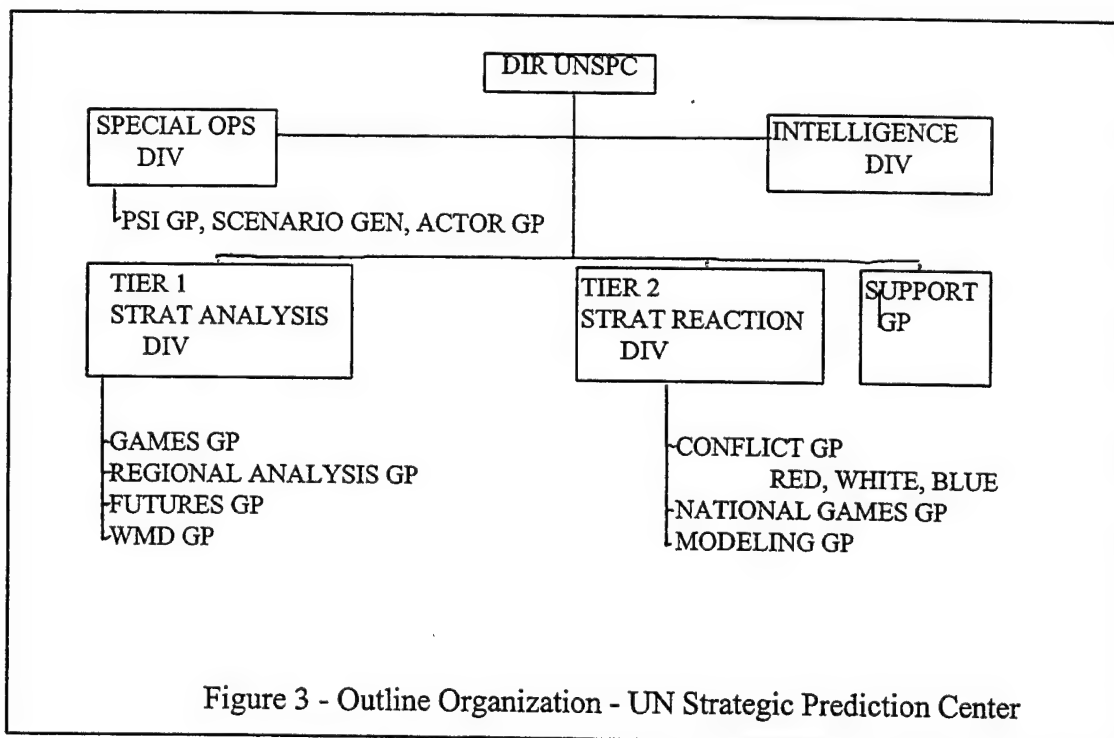 DIR UNSPC
SPECIAL OPS
DIV
INTELLIGENCE
DIV
PSI GP, SCENARIO GEN, ACTOR GP
TIER 1
STRAT ANALYSIS
DIV
TIER 2
STRAT REACTION
DIV
SUPPORT
GP
GAMES GP
REGIONAL ANALYSIS GP
FUTURES GP
WMD GP
CONFLICT GP
RED, WHITE, BLUE
NATIONAL GAMES GP
MODELING GP
Figure 3 - Outline Organization - UN Strategic Prediction Center